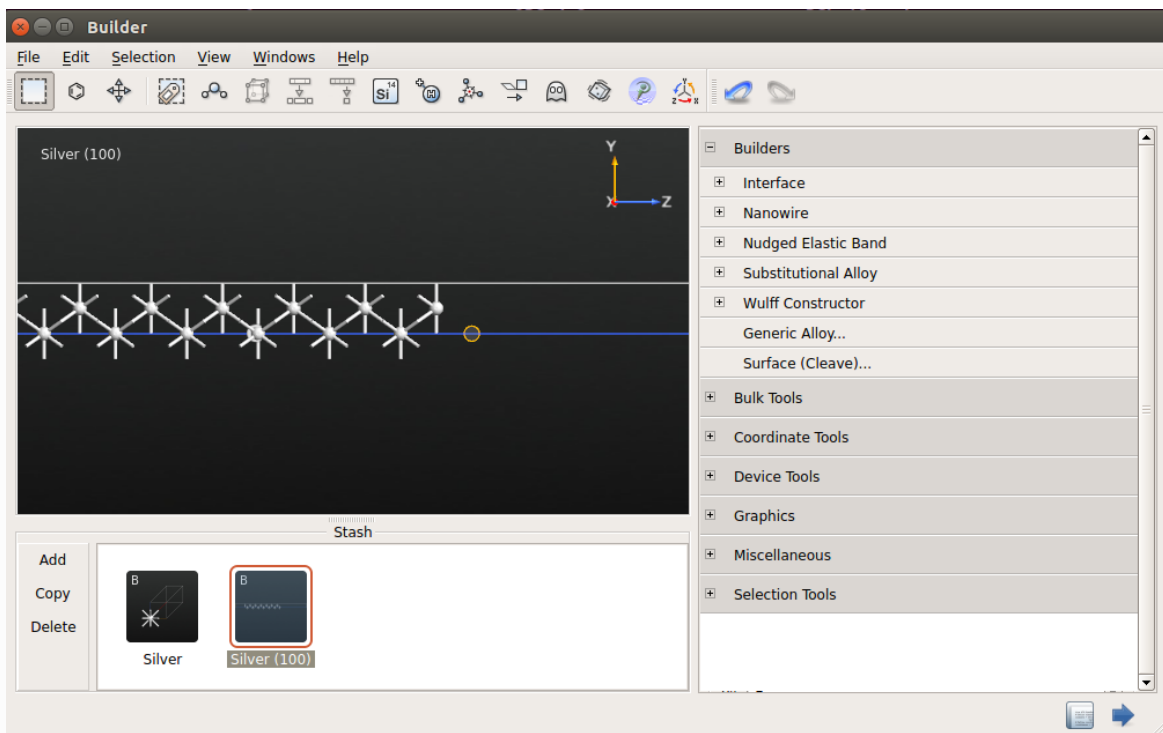 Builder
File Edit Selection View Windows Help
Si 14
H
Z X
Silver (100)
Y
X Z
Builders
Interface
Nanowire
Nudged Elastic Band
Substitutional Alloy
Wulff Constructor
Generic Alloy...
Surface (Cleave)...
Bulk Tools
Coordinate Tools
Device Tools
Graphics
Miscellaneous
Selection Tools
Stash
Add
Copy
Delete
B
Silver
B
Silver (100)